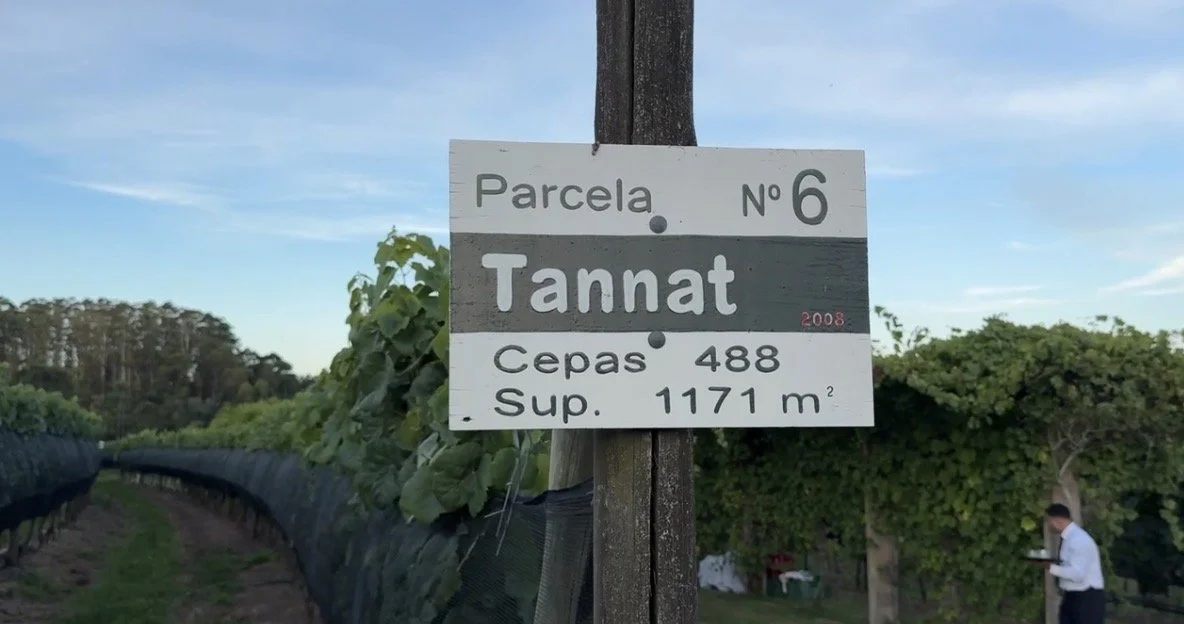 Parcela Nº 6
Tannat
2008
Cepas 488
Sup. 1171 m²